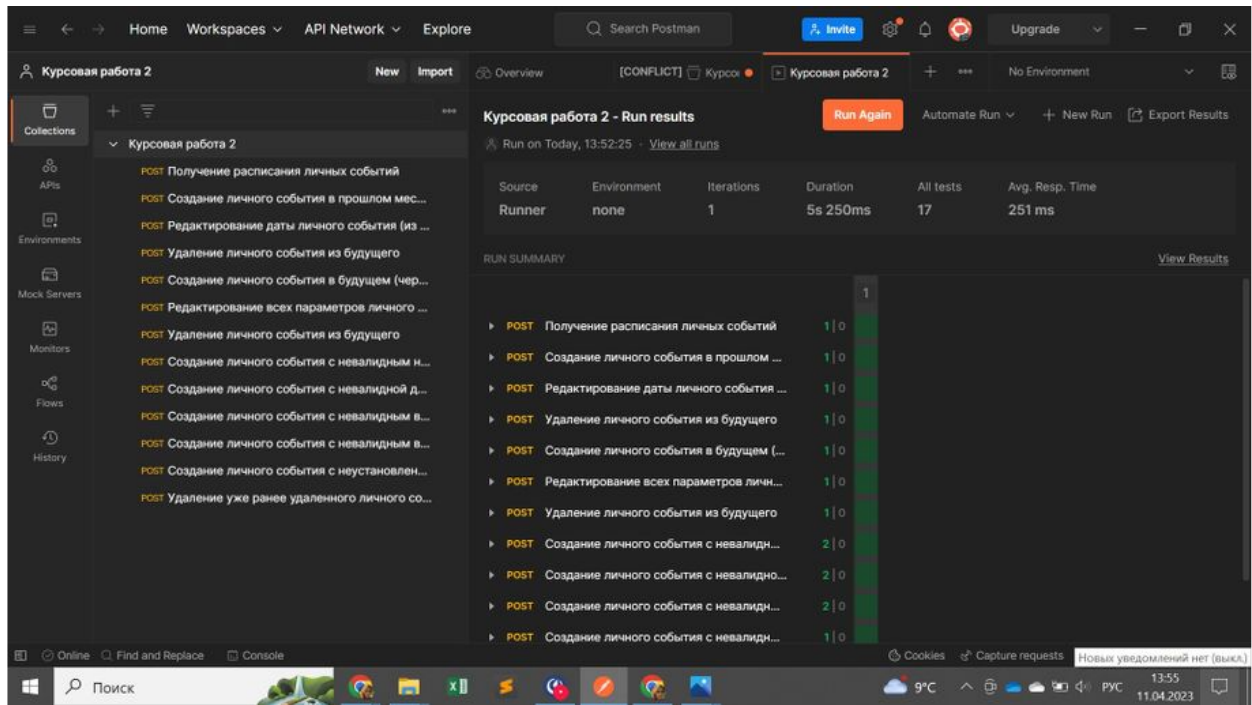 Home Workspaces API Network Explore Search Postman Invite Upgrade
Курсовая работа 2 New Import Overview [CONFLICT] Курсо Курсовая работа 2 No Environment
Collections
APIs
Environments
Mock Servers
Monitors
Flows
History
Курсовая работа 2
POST Получение расписания личных событий
POST Создание личного события в прошлом мес...
POST Редактирование даты личного события (из ...
POST Удаление личного события из будущего
POST Создание личного события в будущем (чер...
POST Редактирование всех параметров личного ...
POST Удаление личного события из будущего
POST Создание личного события с невалидным н...
POST Создание личного события с невалидной д...
POST Создание личного события с невалидным в...
POST Создание личного события с невалидным в...
POST Создание личного события с неустановлен...
POST Удаление уже ранее удаленного личного со...
Курсовая работа 2 - Run results Run Again Automate Run + New Run Export Results
Run on Today, 13:52:25 · View all runs
Source Environment Iterations Duration All tests Avg. Resp. Time
Runner none 1 5s 250ms 17 251 ms
RUN SUMMARY View Results
1
POST Получение расписания личных событий 1 | 0
POST Создание личного события в прошлом ... 1 | 0
POST Редактирование даты личного события ... 1 | 0
POST Удаление личного события из будущего 1 | 0
POST Создание личного события в будущем (... 1 | 0
POST Редактирование всех параметров личн... 1 | 0
POST Удаление личного события из будущего 1 | 0
POST Создание личного события с невалидн... 2 | 0
POST Создание личного события с невалидно... 2 | 0
POST Создание личного события с невалидн... 2 | 0
POST Создание личного события с невалидн... 1 | 0
Online Find and Replace Console Cookies Capture requests Новых уведомлений нет (выкл.)
Поиск 9°C РУС 13:55
11.04.2023